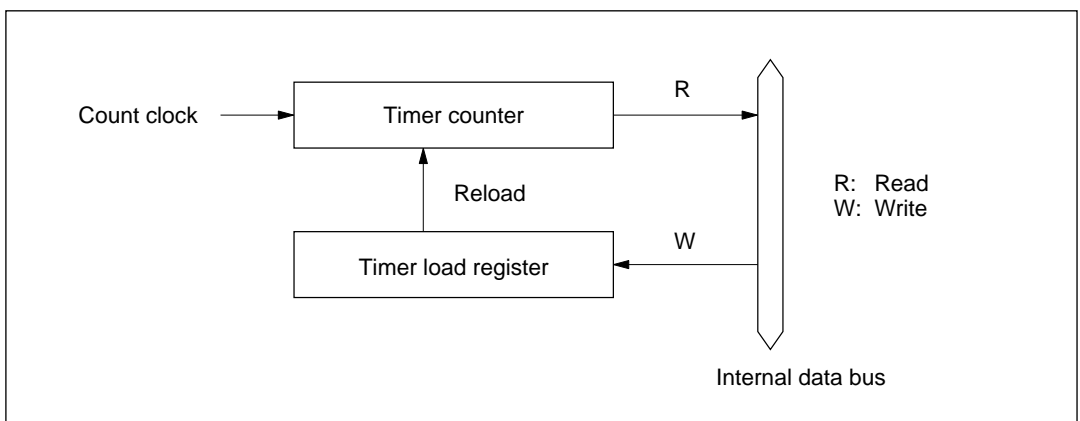 R
Count clock
Timer counter
R: Read
W: Write
Reload
W
Timer load register
Internal data bus